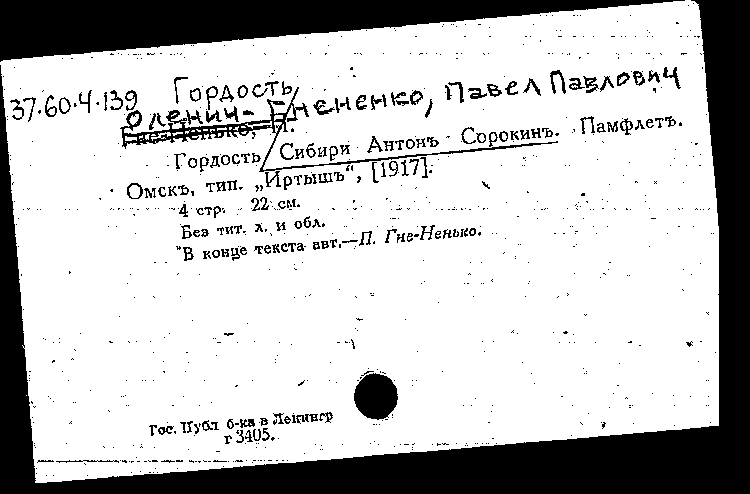 37.60.4.139 Гордость
Оленич-Гнененко, Павел Павлович
Гне-Ненько, П.
Гордость Сибири Антонъ Сорокинъ. Памфлетъ.
Омскъ, тип. „Иртышъ“, [1917].
4 стр. 22 см.
Без тит. л. и обл.
В конце текста авт.—П. Гне-Ненько.
Гос. Публ б-ка в Ленингр
г 3405.